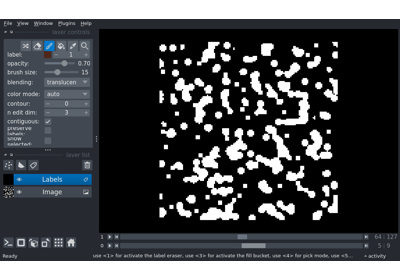 File View Window Plugins Help
layer controls
label: 1
opacity: 0.70
brush size: 15
blending: translucen
color mode: auto
contour: 0
n edit dim: 3
contiguous:
preserve labels:
show selected:
layer list
Labels
Image
1 64 127
0 5 9
Ready use <1> for activate the label eraser, use <3> for activate the fill bucket, use <4> for pick mode, use <5... activity